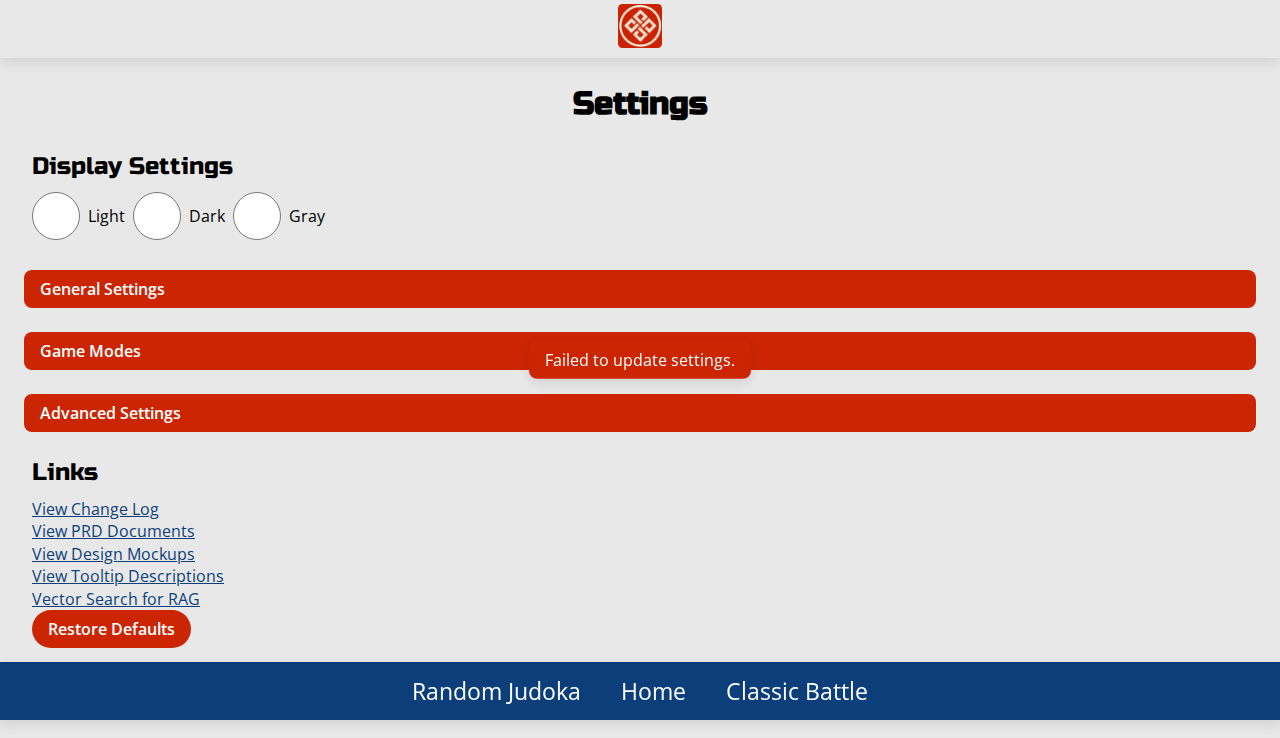 Settings
Display Settings
Light Dark Gray
General Settings
Game Modes
Failed to update settings.
Advanced Settings
Links
View Change Log
View PRD Documents
View Design Mockups
View Tooltip Descriptions
Vector Search for RAG
Restore Defaults
Random Judoka Home Classic Battle